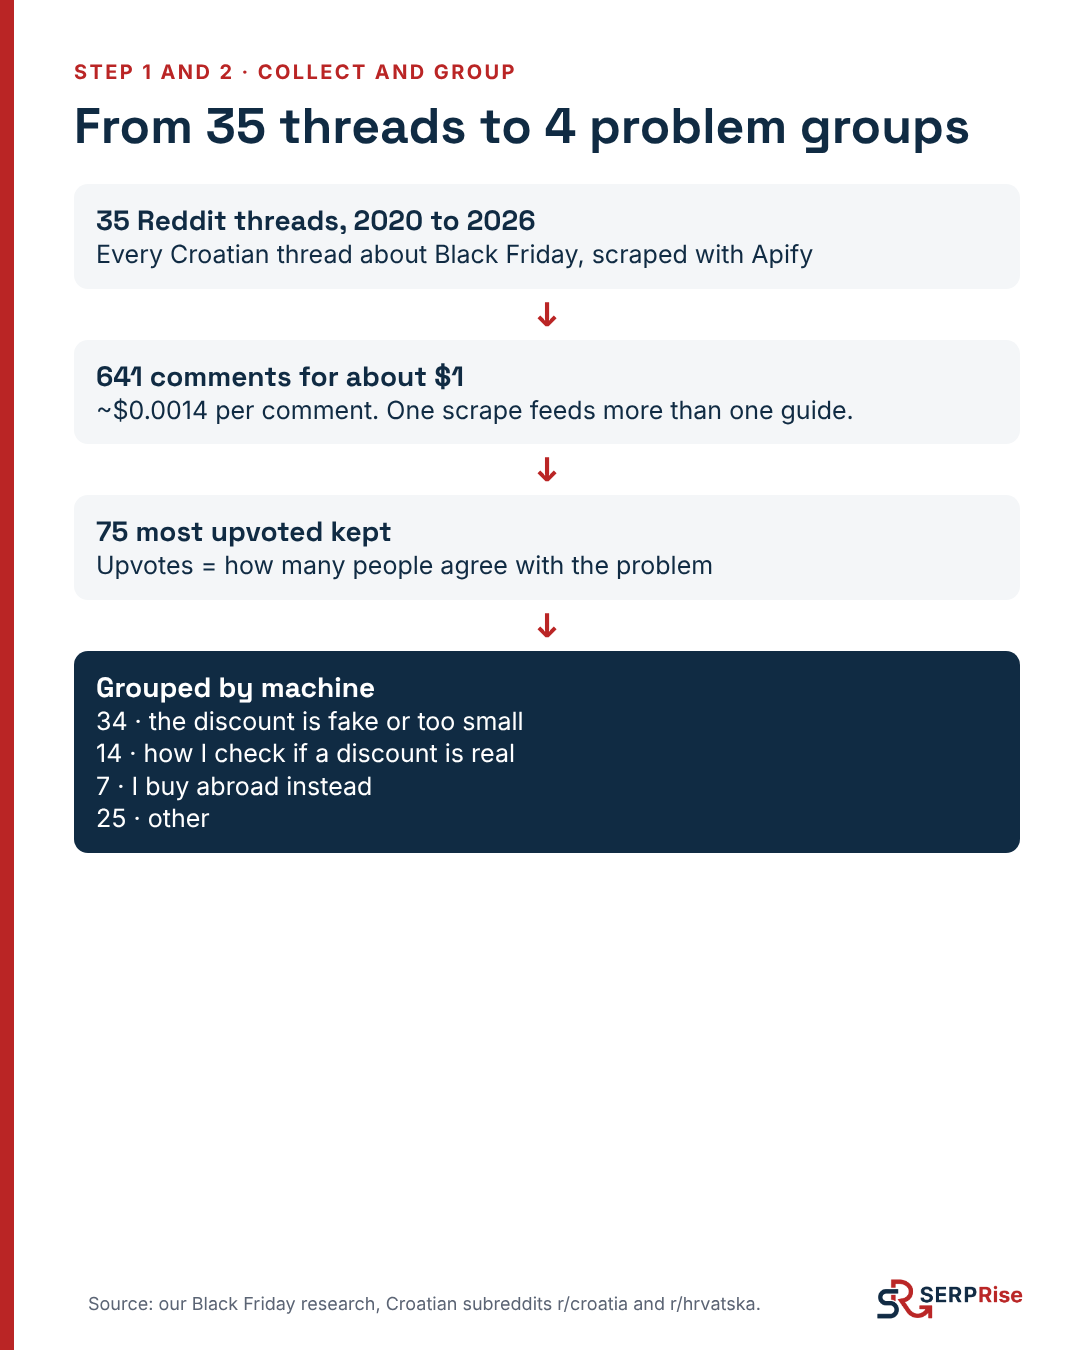 STEP 1 AND 2 · COLLECT AND GROUP
From 35 threads to 4 problem groups
35 Reddit threads, 2020 to 2026
Every Croatian thread about Black Friday, scraped with Apify
↓
641 comments for about $1
~$0.0014 per comment. One scrape feeds more than one guide.
↓
75 most upvoted kept
Upvotes = how many people agree with the problem
↓
Grouped by machine
34 · the discount is fake or too small
14 · how I check if a discount is real
7 · I buy abroad instead
25 · other
Source: our Black Friday research, Croatian subreddits r/croatia and r/hrvatska.
SR SERPRise